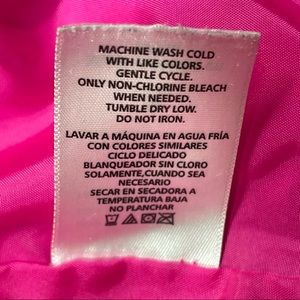 MACHINE WASH COLD
WITH LIKE COLORS.
GENTLE CYCLE.
ONLY NON-CHLORINE BLEACH
WHEN NEEDED.
TUMBLE DRY LOW.
DO NOT IRON.
LAVAR A MÁQUINA EN AGUA FRÍA
CON COLORES SIMILARES
CICLO DELICADO
BLANQUEADOR SIN CLORO
SOLAMENTE,CUANDO SEA
NECESARIO
SECAR EN SECADORA A
TEMPERATURA BAJA
NO PLANCHAR